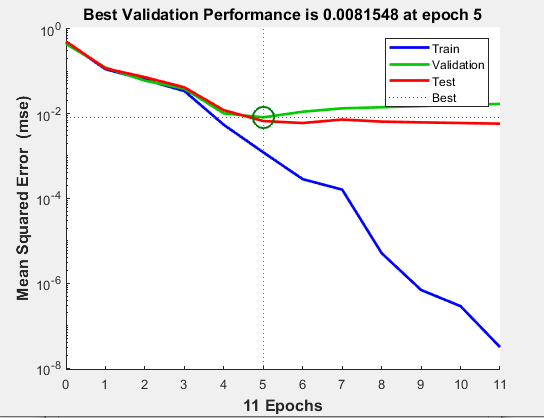 Best Validation Performance is 0.0081548 at epoch 5
Mean Squared Error (mse)
10^0
10^-2
10^-4
10^-6
10^-8
Train
Validation
Test
Best
0 1 2 3 4 5 6 7 8 9 10 11
11 Epochs